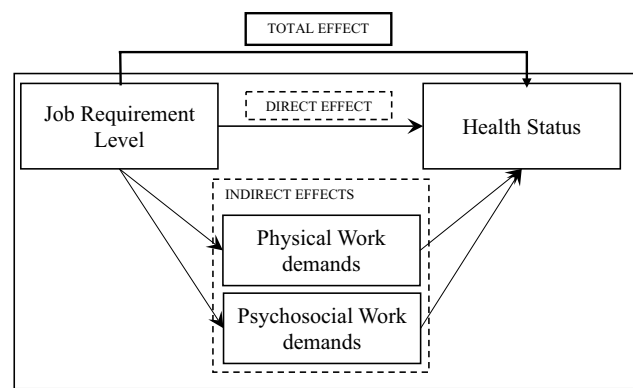 TOTAL EFFECT
Job Requirement
Level
DIRECT EFFECT
Health Status
INDIRECT EFFECTS
Physical Work
demands
Psychosocial Work
demands